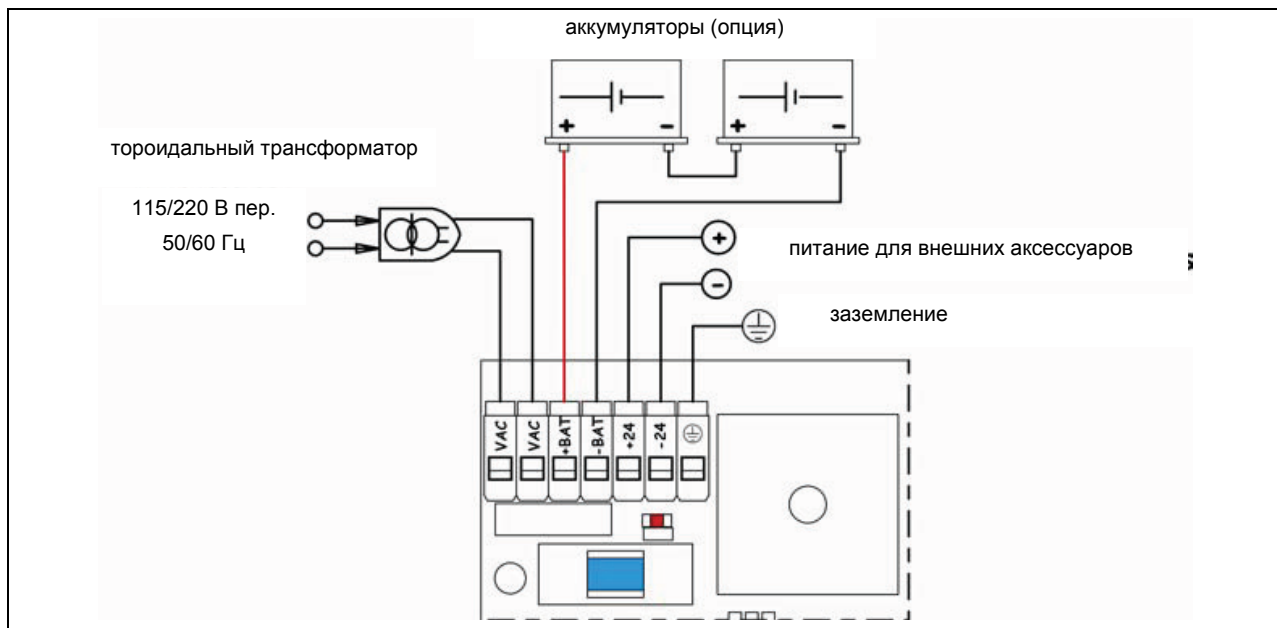 аккумуляторы (опция)
+ - + -
тороидальный трансформатор
115/220 В пер.
50/60 Гц
+
питание для внешних аксессуаров
-
заземление
VAC VAC +BAT -BAT +24 -24